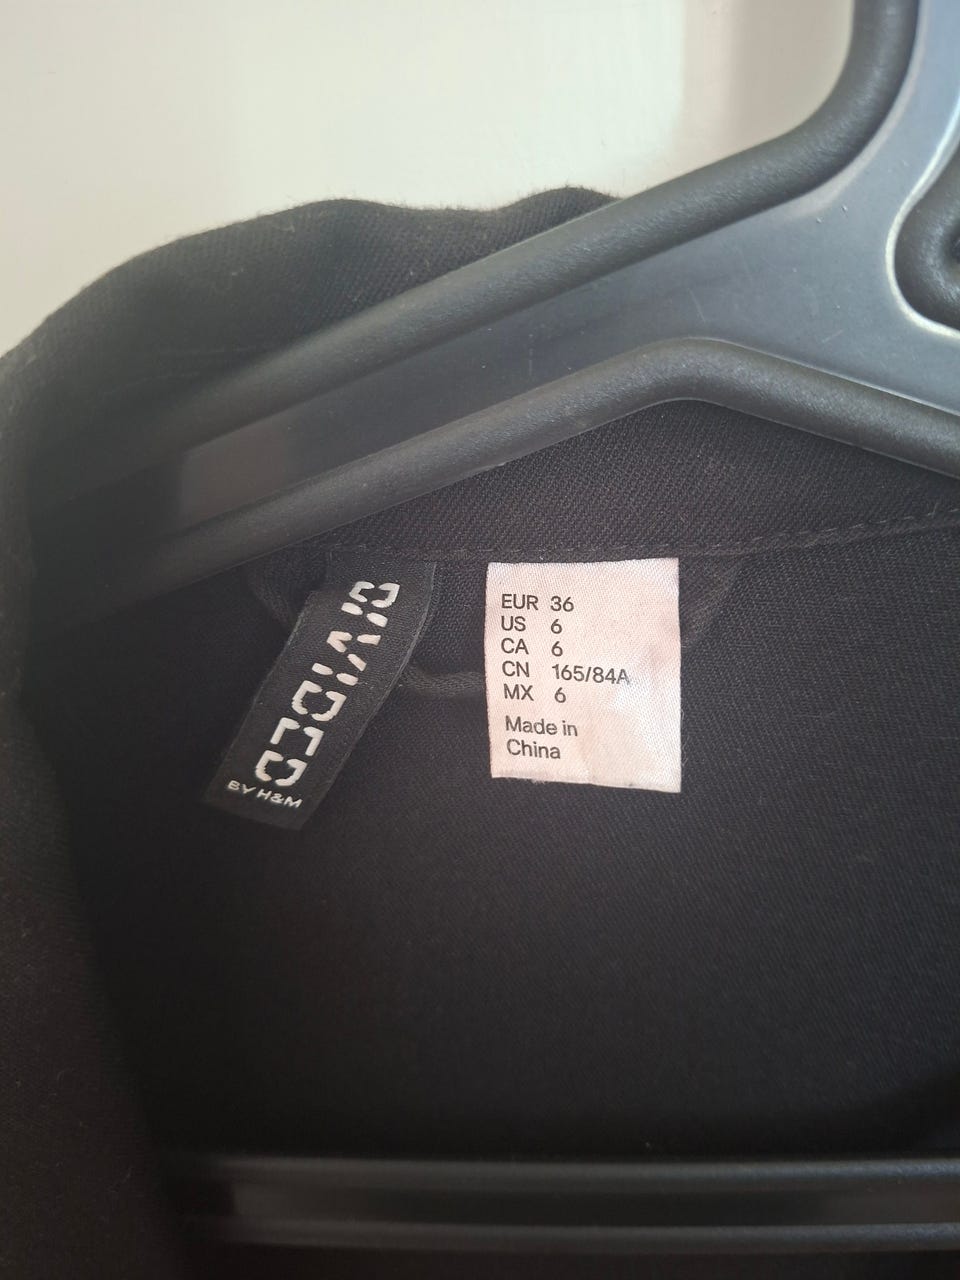 DIVIDED
BY H&M
EUR 36
US 6
CA 6
CN 165/84A
MX 6
Made in
China